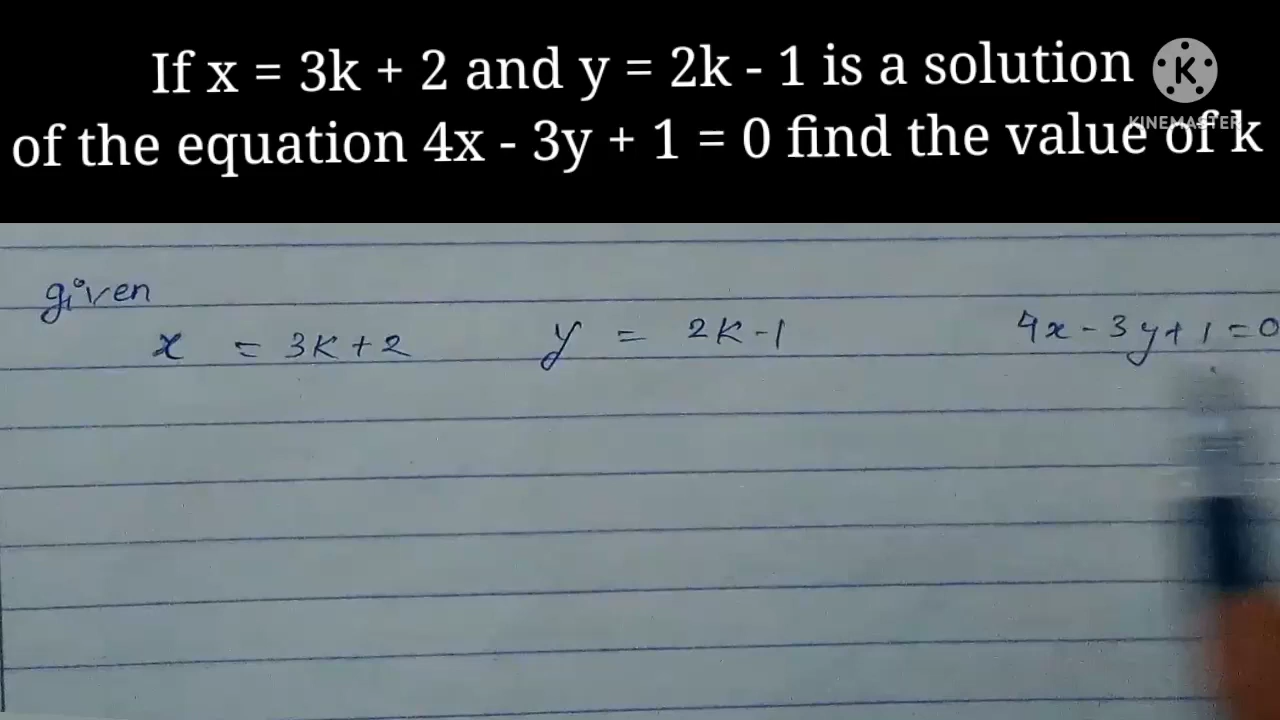 If x = 3k + 2 and y = 2k - 1 is a solution
of the equation 4x - 3y + 1 = 0 find the value of k
K
KINEMASTER
given
x = 3k + 2 y = 2k - 1 4x - 3y + 1 = 0